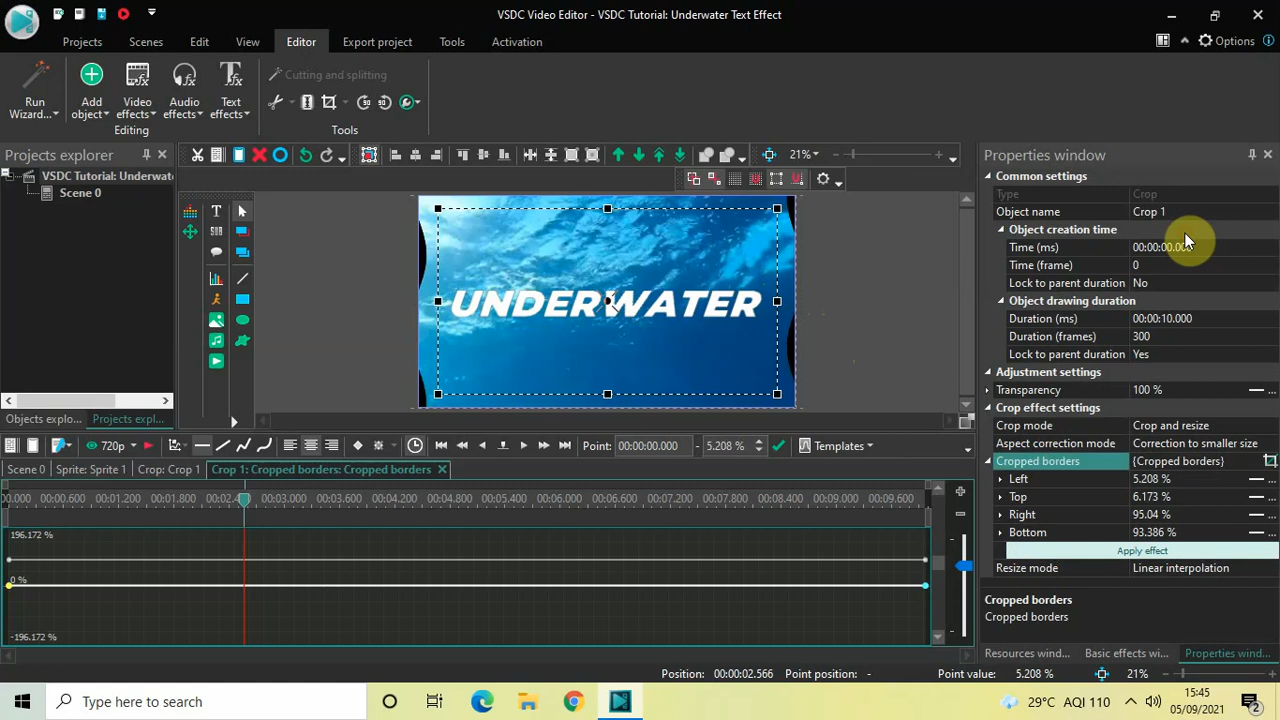 VSDC Video Editor - VSDC Tutorial: Underwater Text Effect
Projects Scenes Edit View Editor Export project Tools Activation
Options
Run Wizard...
Add object
Video effects
Audio effects
Text effects
Editing
Cutting and splitting
Tools
Projects explorer
VSDC Tutorial: Underwate
Scene 0
Objects explo...
Projects expl...
21%
UNDERWATER
Properties window
Common settings
Type Crop
Object name Crop 1
Object creation time
Time (ms) 00:00:00.000
Time (frame) 0
Lock to parent duration No
Object drawing duration
Duration (ms) 00:00:10.000
Duration (frames) 300
Lock to parent duration Yes
Adjustment settings
Transparency 100 %
Crop effect settings
Crop mode Crop and resize
Aspect correction mode Correction to smaller size
Cropped borders {Cropped borders}
Left 5.208 %
Top 6.173 %
Right 95.04 %
Bottom 93.386 %
Apply effect
Resize mode Linear interpolation
Cropped borders
Cropped borders
Resources wind... Basic effects wi... Properties wind...
720p
Point: 00:00:00.000 - 5.208 %
Templates
Scene 0 Sprite: Sprite 1 Crop: Crop 1 Crop 1: Cropped borders: Cropped borders
00.000 00:00.600 00:01.200 00:01.800 00:02.4 00:03.000 00:03.600 00:04.200 00:04.800 00:05.400 00:06.000 00:06.600 00:07.200 00:07.800 00:08.400 00:09.000 00:09.600
196.172 %
0 %
-196.172 %
Position: 00:00:02.566 Point position: - Point value: 5.208 % 21%
Type here to search
29°C AQI 110
15:45
05/09/2021
2